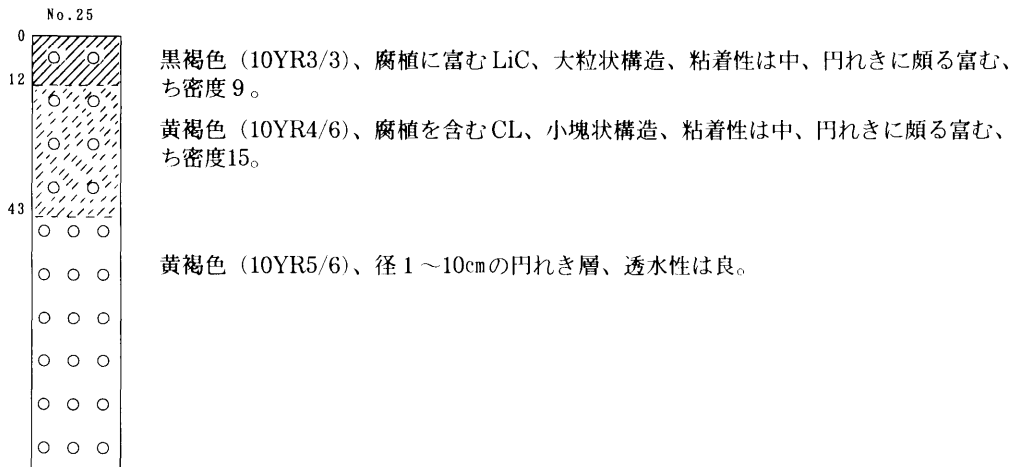 No.25
0
黒褐色（10YR3/3）、腐植に富むLiC、大粒状構造、粘着性は中、円れきに頗る富む、
ち密度9。
12
黄褐色（10YR4/6）、腐植を含むCL、小塊状構造、粘着性は中、円れきに頗る富む、
ち密度15。
43
黄褐色（10YR5/6）、径1～10cmの円れき層、透水性は良。